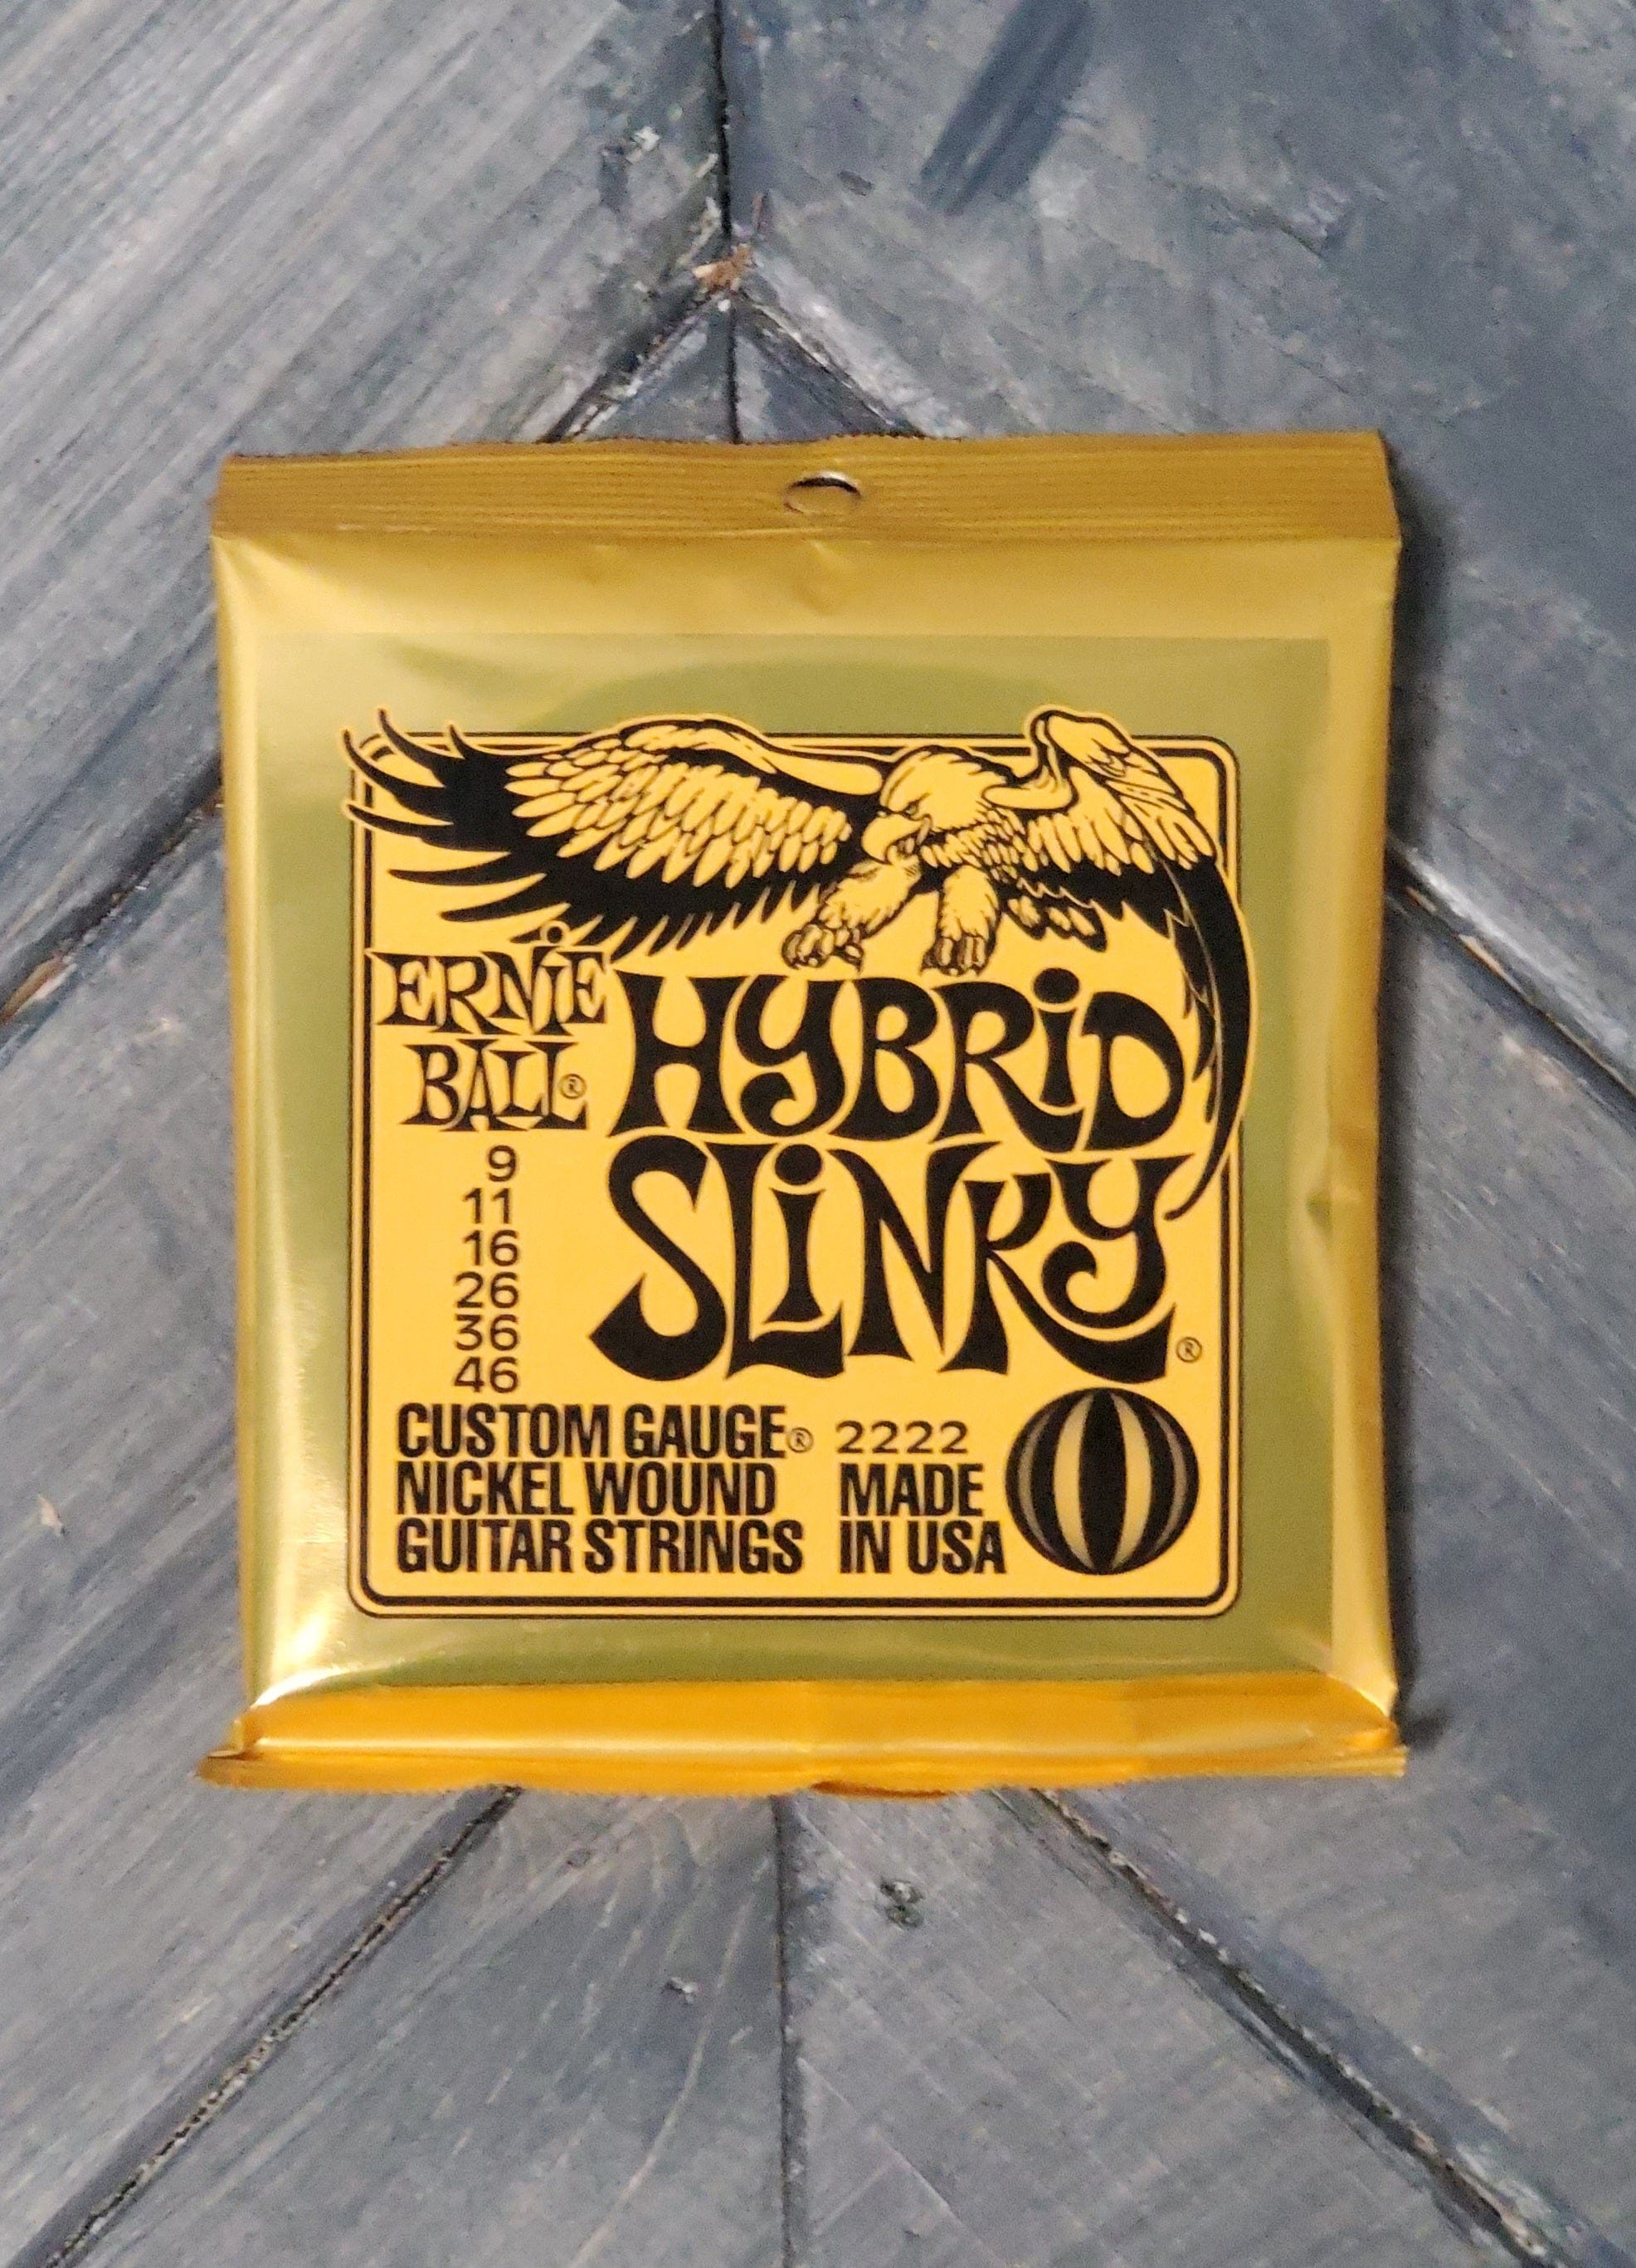 ERNiE
BALL®
HYBRiD
SLiNKY®
9
11
16
26
36
46
CUSTOM GAUGE®
NICKEL WOUND
GUITAR STRINGS
2222
MADE
IN USA